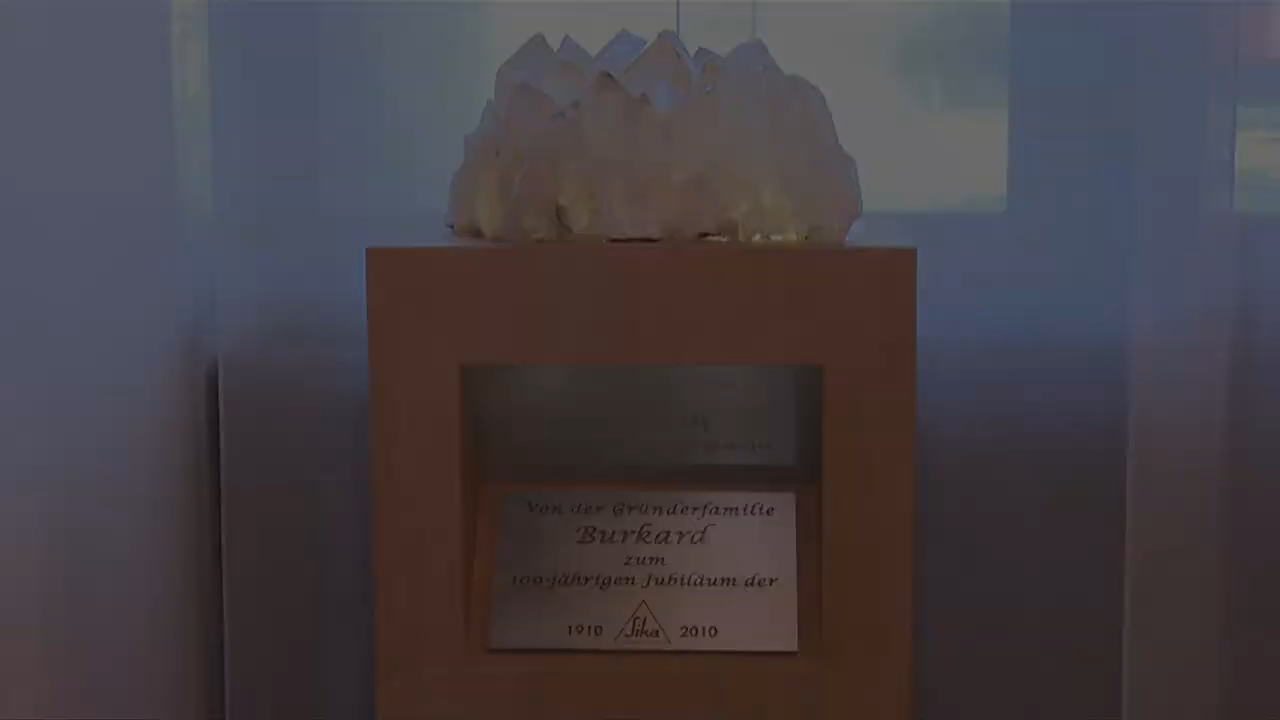 Von der Gründerfamilie
Burkard
zum
100-jährigen Jubiläum der
1910 Sika 2010